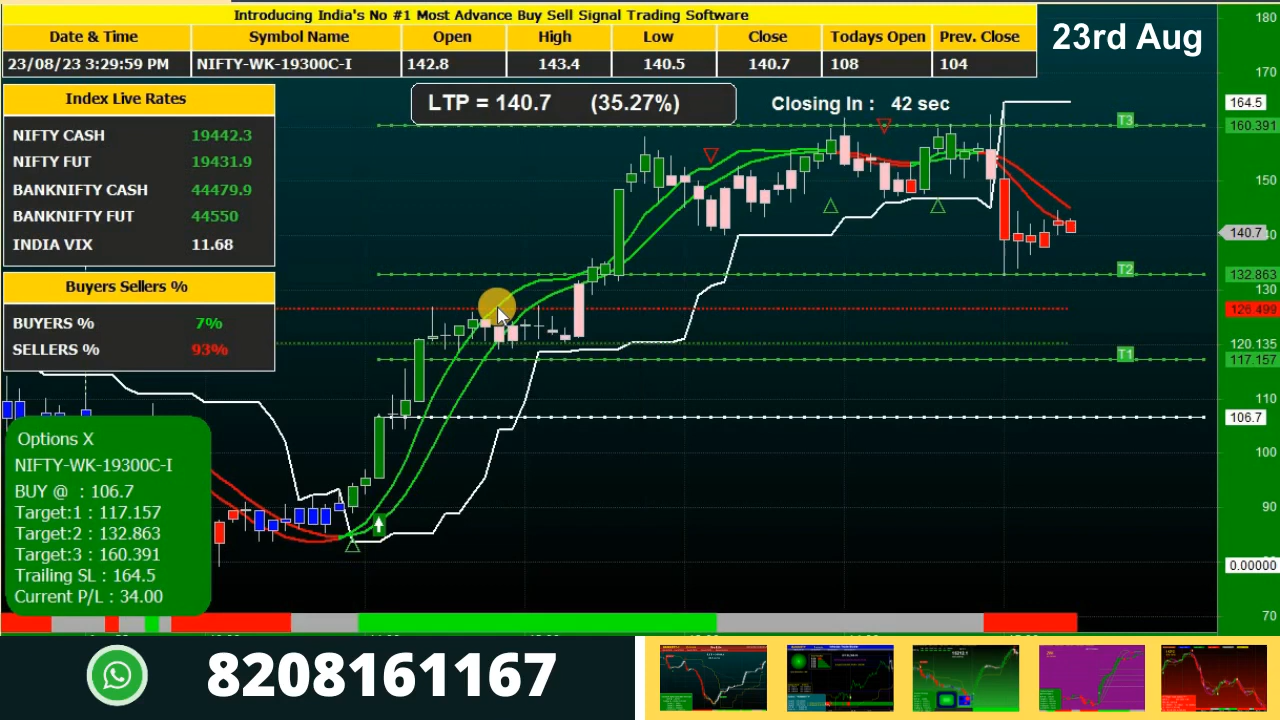 Introducing India's No #1 Most Advance Buy Sell Signal Trading Software
Date & Time Symbol Name Open High Low Close Todays Open Prev. Close
23/08/23 3:29:59 PM NIFTY-WK-19300C-I 142.8 143.4 140.5 140.7 108 104
23rd Aug
LTP = 140.7 (35.27%) Closing In : 42 sec
Index Live Rates
NIFTY CASH 19442.3
NIFTY FUT 19431.9
BANKNIFTY CASH 44479.9
BANKNIFTY FUT 44550
INDIA VIX 11.68
Buyers Sellers %
BUYERS % 7%
SELLERS % 93%
Options X
NIFTY-WK-19300C-I
BUY @ : 106.7
Target:1 : 117.157
Target:2 : 132.863
Target:3 : 160.391
Trailing SL : 164.5
Current P/L : 34.00
T3
T2
T1
180
170
164.5
160.391
150
140.7
132.863
130
126.499
120.135
117.157
110
106.7
100
90
0.00000
70
8208161167